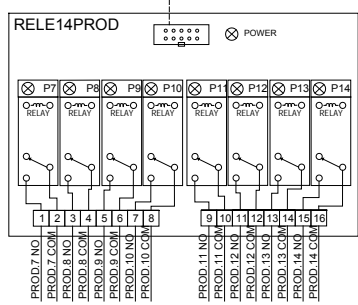 RELE14PROD
POWER
P7 P8 P9 P10 P11 P12 P13 P14
RELAY RELAY RELAY RELAY RELAY RELAY RELAY RELAY
1 2 3 4 5 6 7 8 9 10 11 12 13 14 15 16
PROD.7 NO
PROD.7 COM
PROD.8 NO
PROD.8 COM
PROD.9 NO
PROD.9 COM
PROD.10 NO
PROD.10 COM
PROD.11 NO
PROD.11 COM
PROD.12 NO
PROD.12 COM
PROD.13 NO
PROD.13 COM
PROD.14 NO
PROD.14 COM